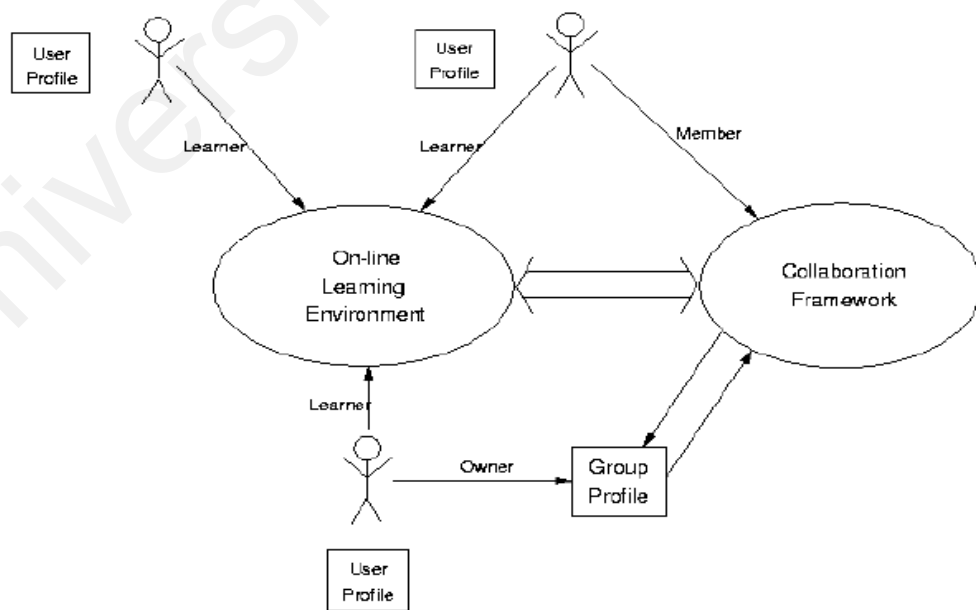 User
Profile
User
Profile
Member
Learner
Learner
On-line
Learning
Environment
Collaboration
Framework
Learner
Owner
Group
Profile
User
Profile